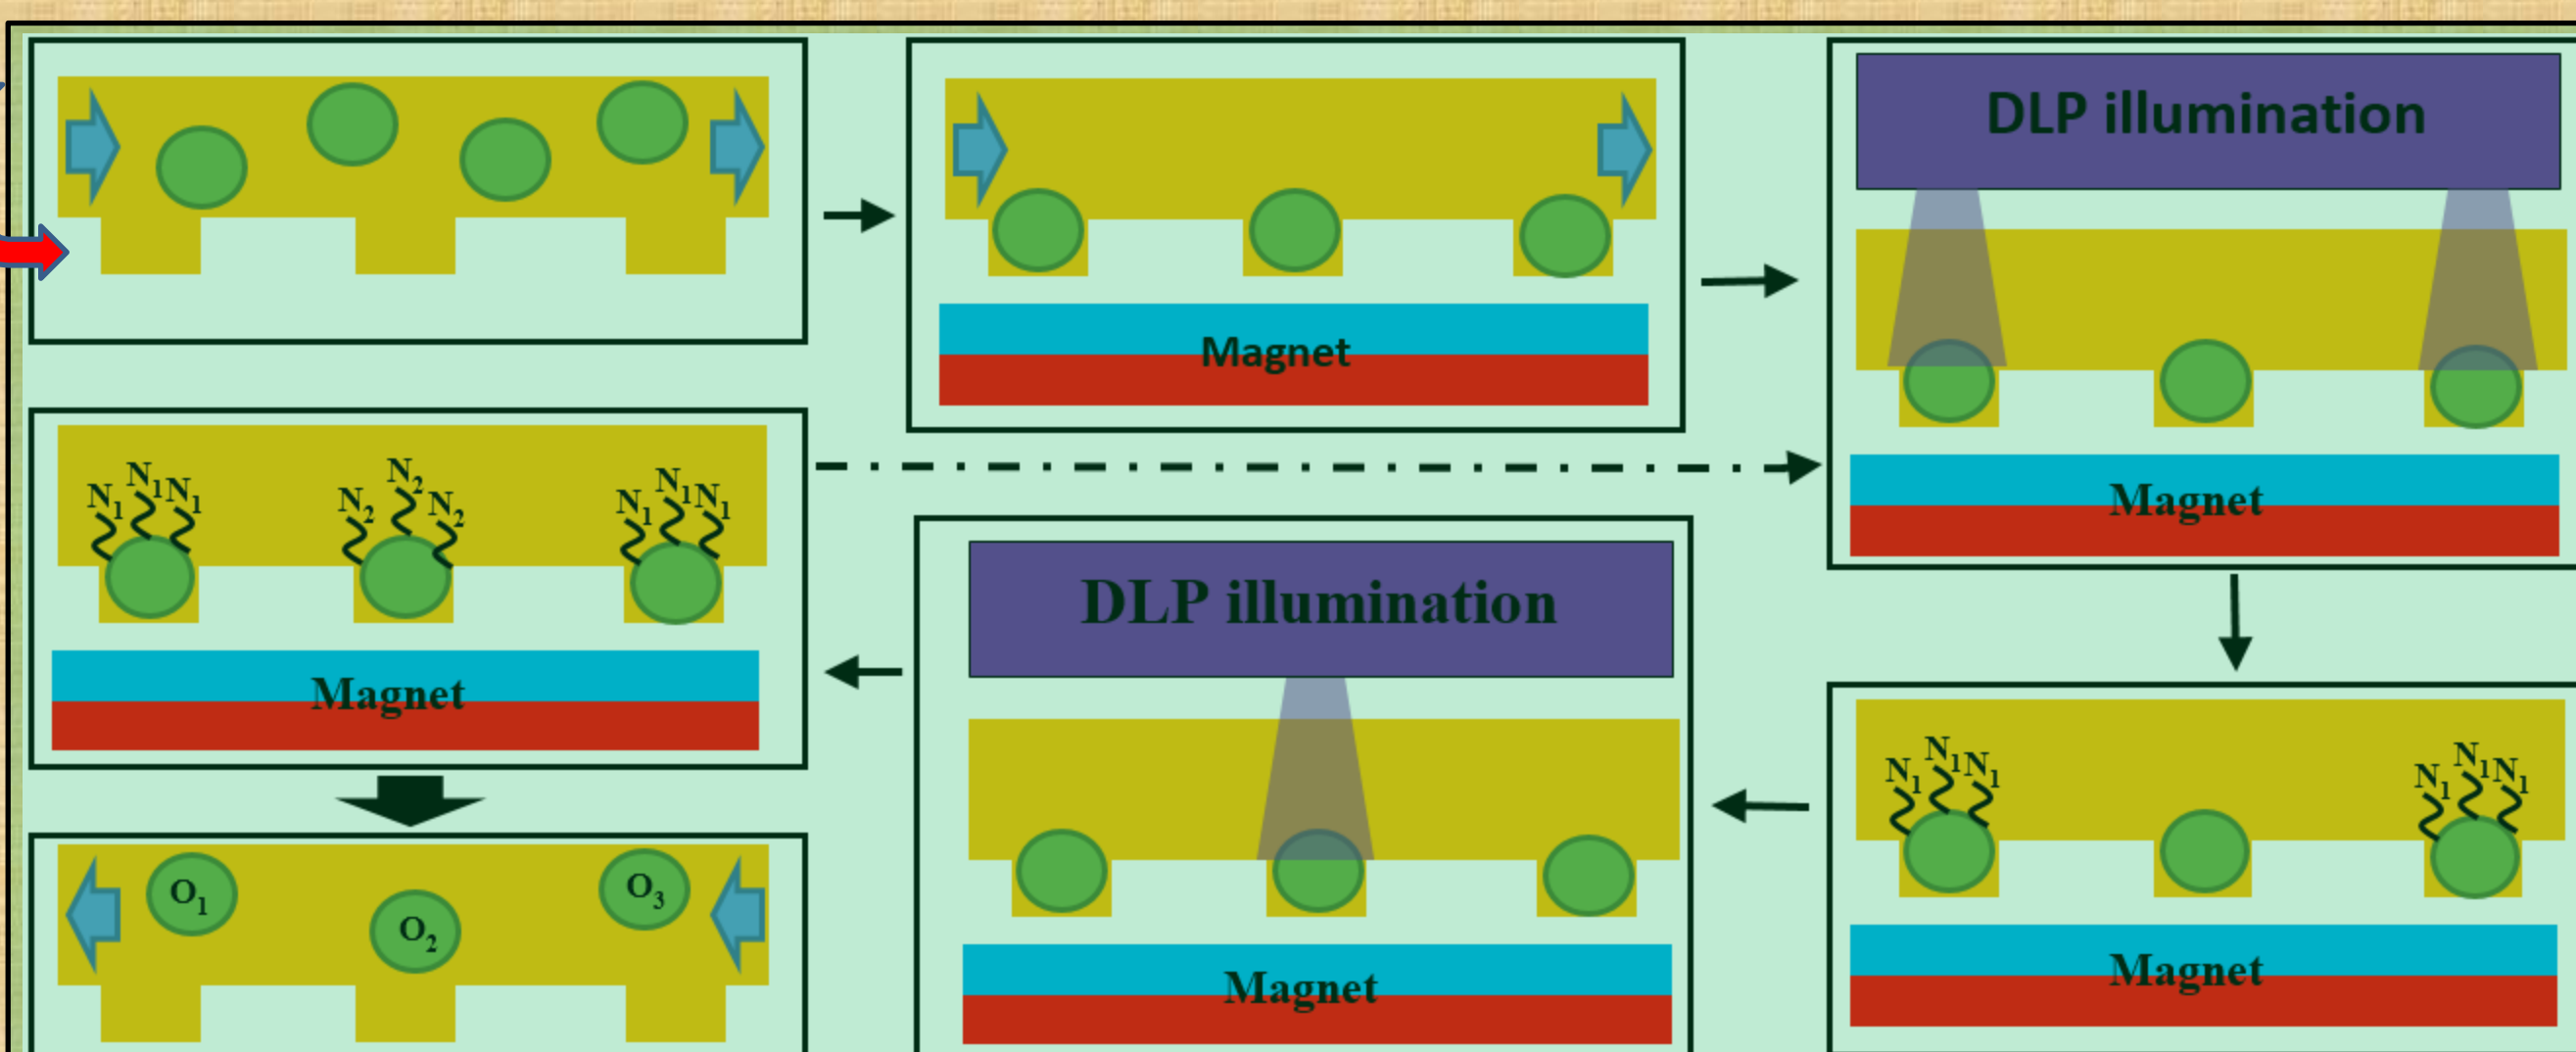 DLP illumination
Magnet
Magnet
N₁ N₁ N₁
N₂ N₂ N₂
N₁ N₁ N₁
Magnet
DLP illumination
Magnet
N₁ N₁ N₁
N₁ N₁ N₁
Magnet
O₁
O₂
O₃